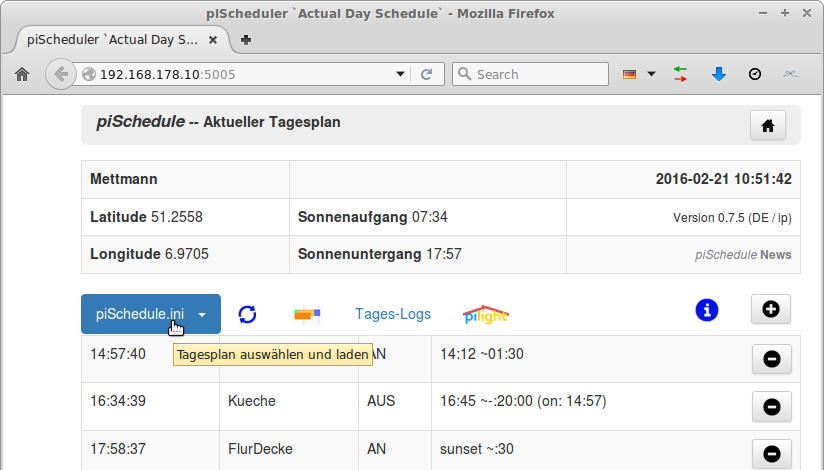 piScheduler `Actual Day Schedule` - Mozilla Firefox
piScheduler `Actual Day S...
192.168.178.10:5005
Search
piSchedule -- Aktueller Tagesplan
Mettmann 2016-02-21 10:51:42
Latitude 51.2558 Sonnenaufgang 07:34 Version 0.7.5 (DE / ip)
Longitude 6.9705 Sonnenuntergang 17:57 piSchedule News
piSchedule.ini Tages-Logs pilight
14:57:40 14:12 ~01:30
Tagesplan auswählen und laden
16:34:39 Kueche AUS 16:45 ~-:20:00 (on: 14:57)
17:58:37 FlurDecke AN sunset ~:30